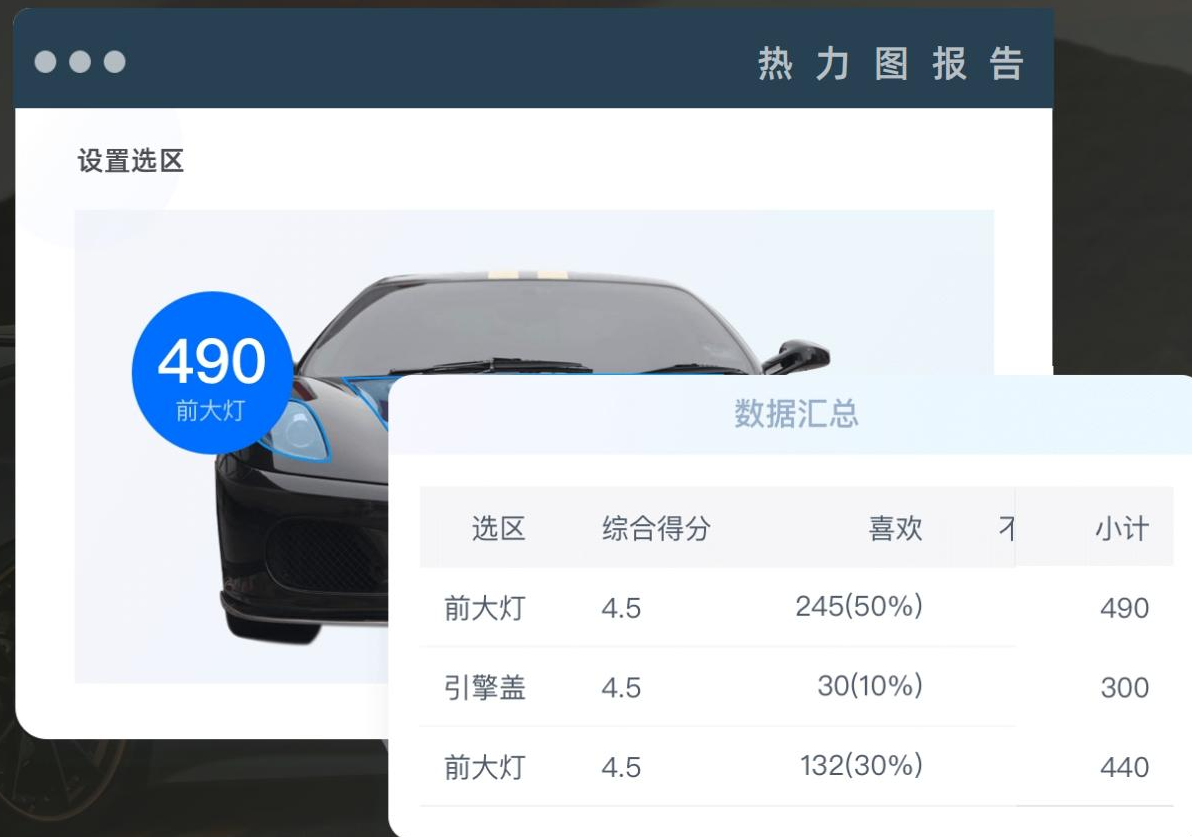 热力图报告
设置选区
490
前大灯
数据汇总
选区 综合得分 喜欢 小计
前大灯 4.5 245(50%) 490
引擎盖 4.5 30(10%) 300
前大灯 4.5 132(30%) 440